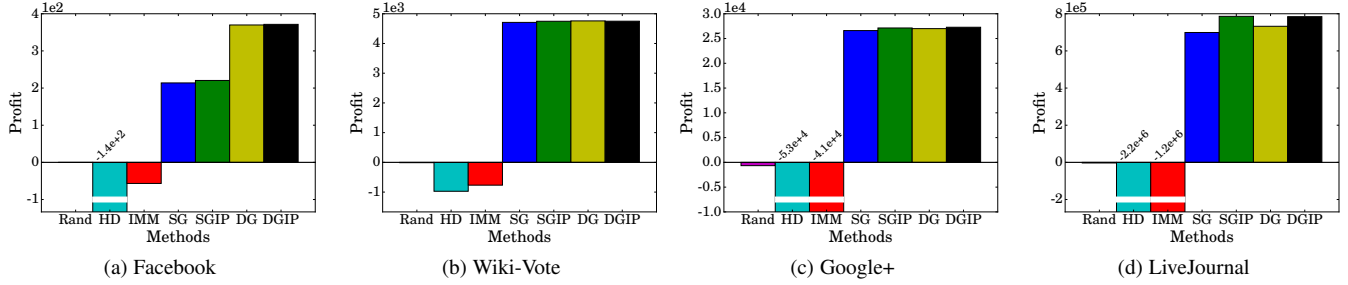 4e2
3
2
1
0
-1
Profit
-1.4e+2
Rand HD IMM SG SGIP DG DGIP
Methods
(a) Facebook
5 1e3
4
3
2
1
0
-1
Profit
Rand HD IMM SG SGIP DG DGIP
Methods
(b) Wiki-Vote
3.0 1e4
2.5
2.0
1.5
1.0
0.5
0.0
-0.5
-1.0
Profit
-5.3e+4
-4.1e+4
Rand HD IMM SG SGIP DG DGIP
Methods
(c) Google+
8 1e5
6
4
2
0
-2
Profit
-2.2e+6
-1.2e+6
Rand HD IMM SG SGIP DG DGIP
Methods
(d) LiveJournal